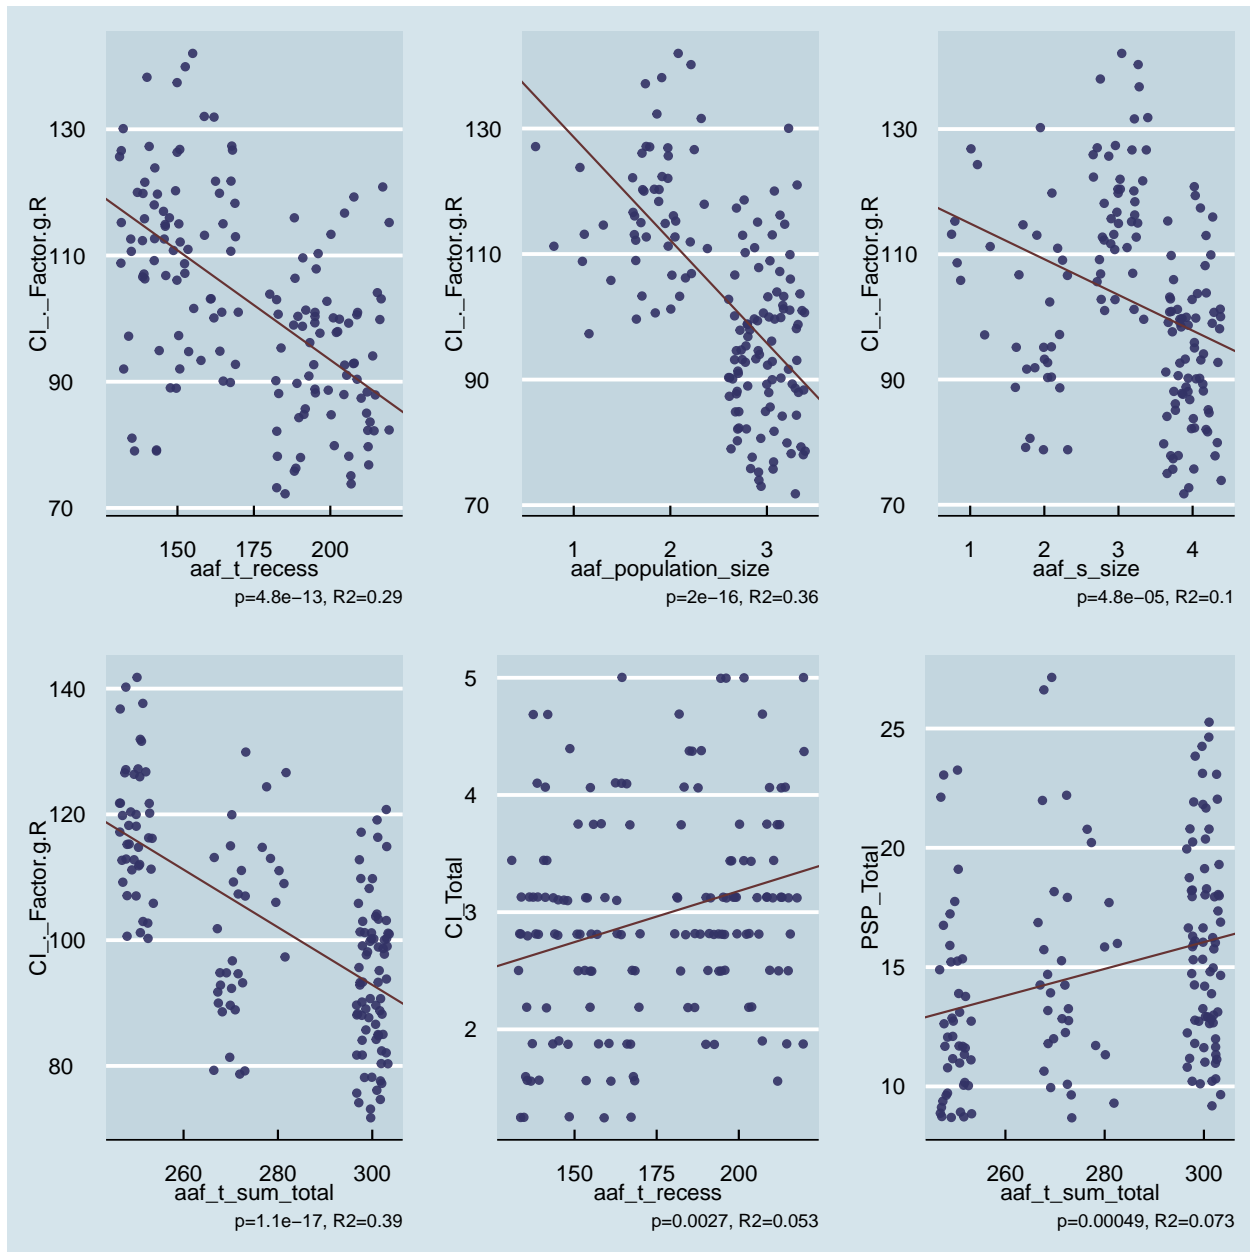 CI_._Factor.g.R
130
110
90
70
150 175 200
aaf_t_recess
p=4.8e−13, R2=0.29
CI_._Factor.g.R
130
110
90
70
1 2 3
aaf_population_size
p=2e−16, R2=0.36
CI_._Factor.g.R
130
110
90
70
1 2 3 4
aaf_s_size
p=4.8e−05, R2=0.1
CI_._Factor.g.R
140
120
100
80
260 280 300
aaf_t_sum_total
p=1.1e−17, R2=0.39
CI_Total
5
4
3
2
150 175 200
aaf_t_recess
p=0.0027, R2=0.053
PSP_Total
25
20
15
10
260 280 300
aaf_t_sum_total
p=0.00049, R2=0.073